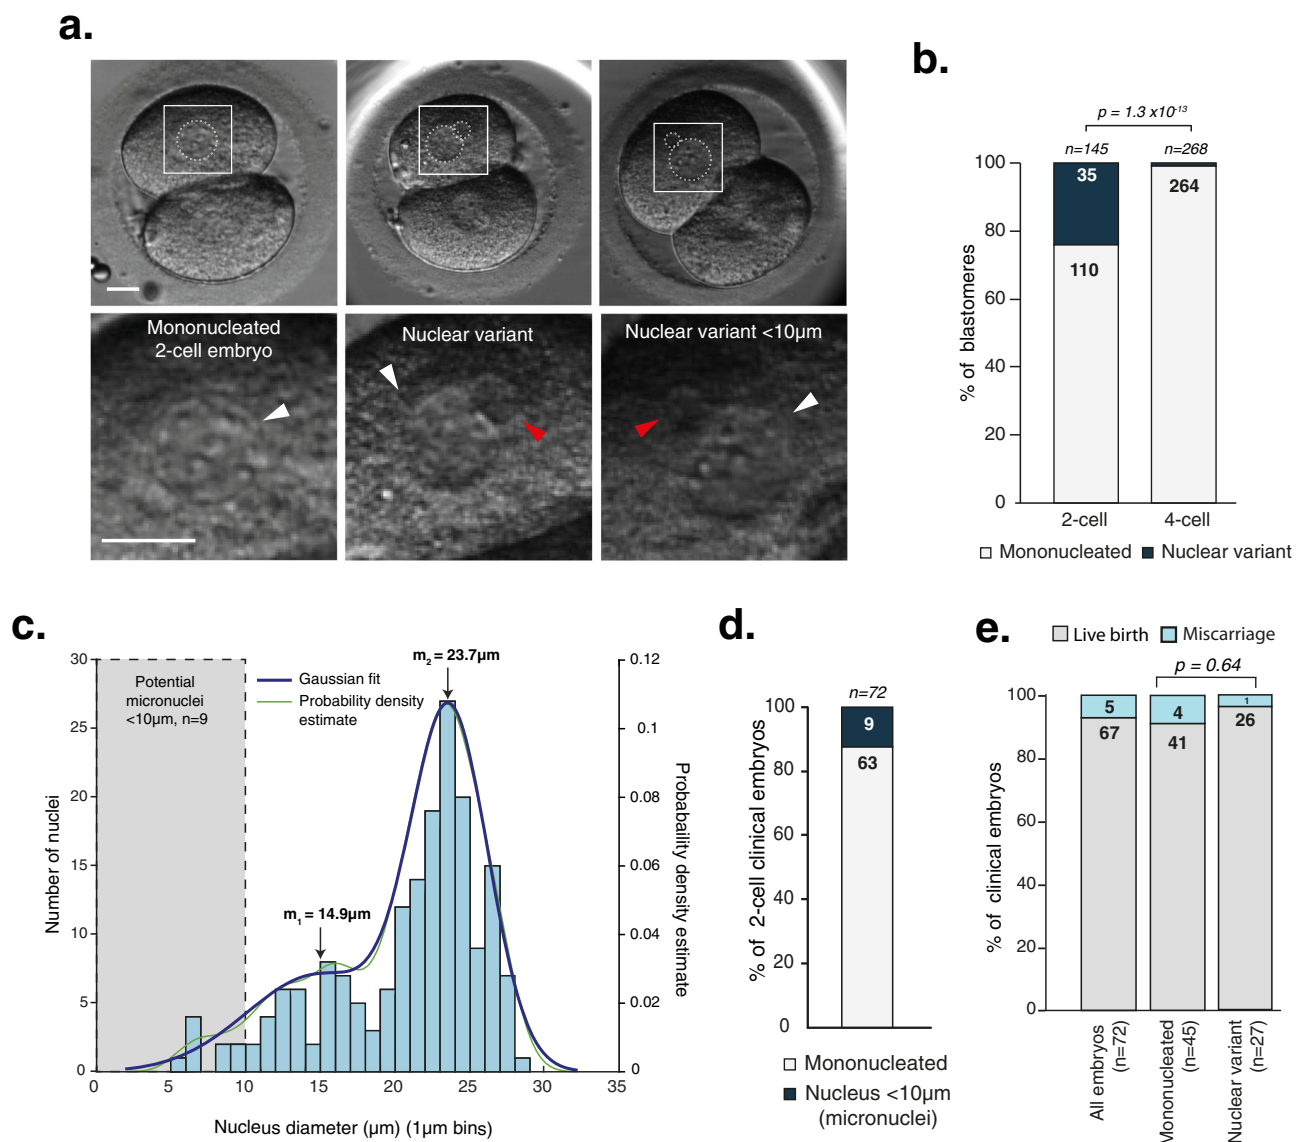 a.
Mononucleated
2-cell embryo
Nuclear variant
Nuclear variant <10µm
b.
p = 1.3 x10-13
n=145
n=268
100
80
60
40
20
0
% of blastomeres
35
110
264
2-cell
4-cell
Mononucleated
Nuclear variant
c.
30
25
20
15
10
5
0
Number of nuclei
Potential
micronuclei
<10µm, n=9
Gaussian fit
Probability density
estimate
m2 = 23.7µm
m1 = 14.9µm
0.12
0.1
0.08
0.06
0.04
0.02
0
Probabaility density estimate
0
5
10
15
20
25
30
35
Nucleus diameter (µm) (1µm bins)
d.
n=72
100
80
60
40
20
0
% of 2-cell clinical embryos
9
63
Mononucleated
Nucleus <10µm
(micronuclei)
e.
Live birth
Miscarriage
p = 0.64
100
80
60
40
20
0
% of clinical embryos
5
67
4
41
1
26
All embryos
(n=72)
Mononucleated
(n=45)
Nuclear variant
(n=27)